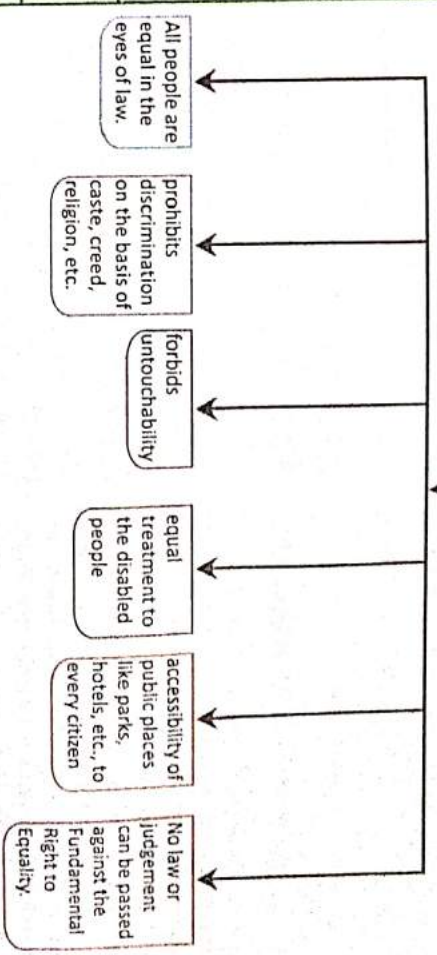 All people are
equal in the
eyes of law.
prohibits
discrimination
on the basis of
caste, creed,
religion, etc.
forbids
untouchability
equal
treatment to
the disabled
people
accessibility of
public places
like parks,
hotels, etc., to
every citizen
No law or
judgement
can be passed
against the
Fundamental
Right to
Equality.